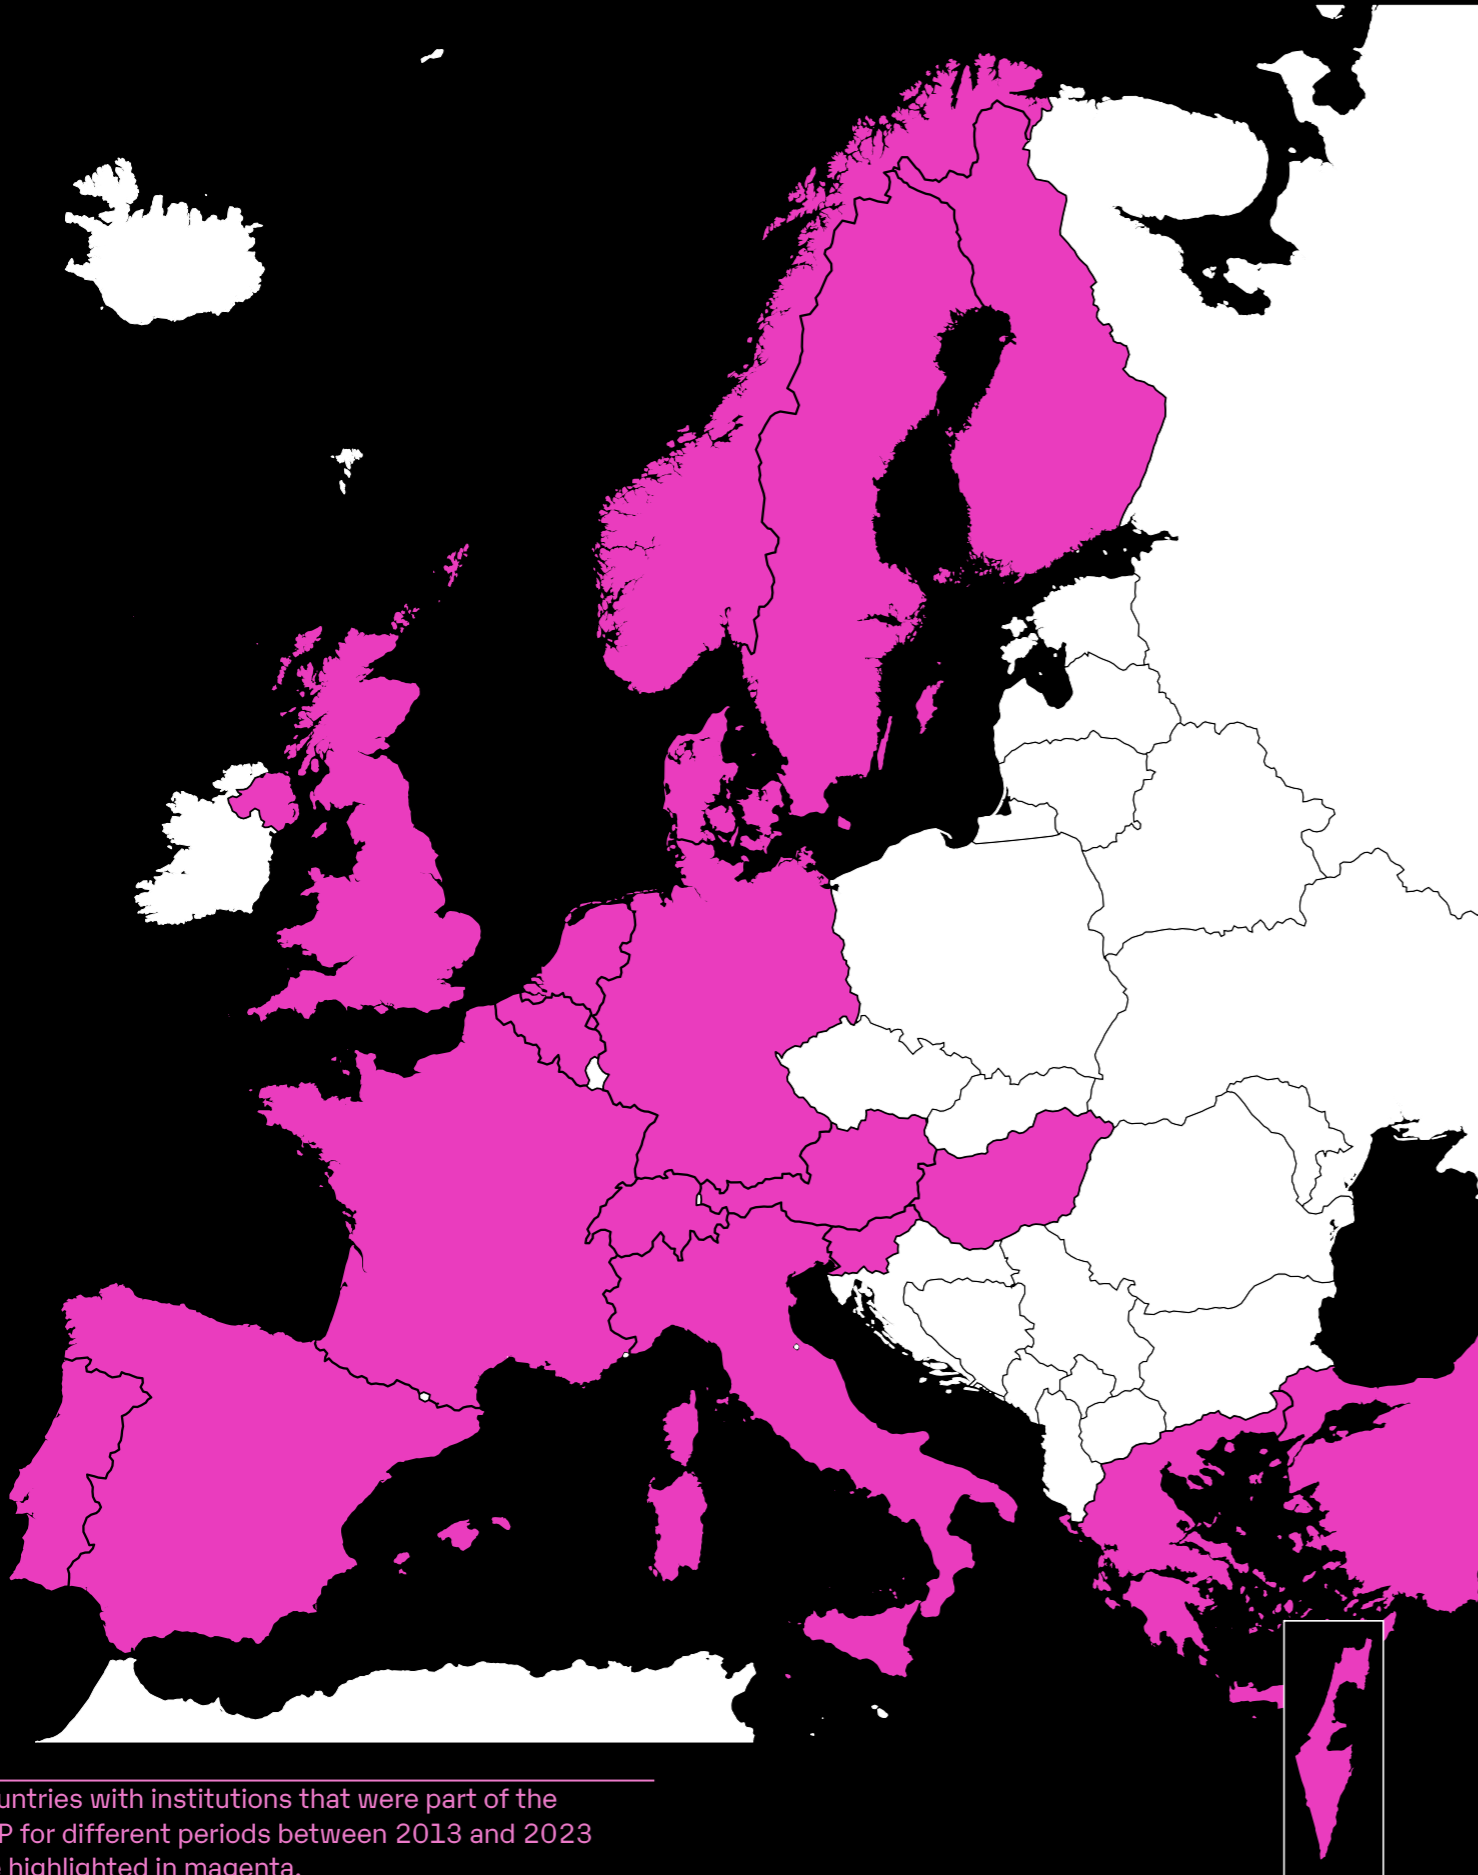 untries with institutions that were part of the
P for different periods between 2013 and 2023
highlighted in magenta.